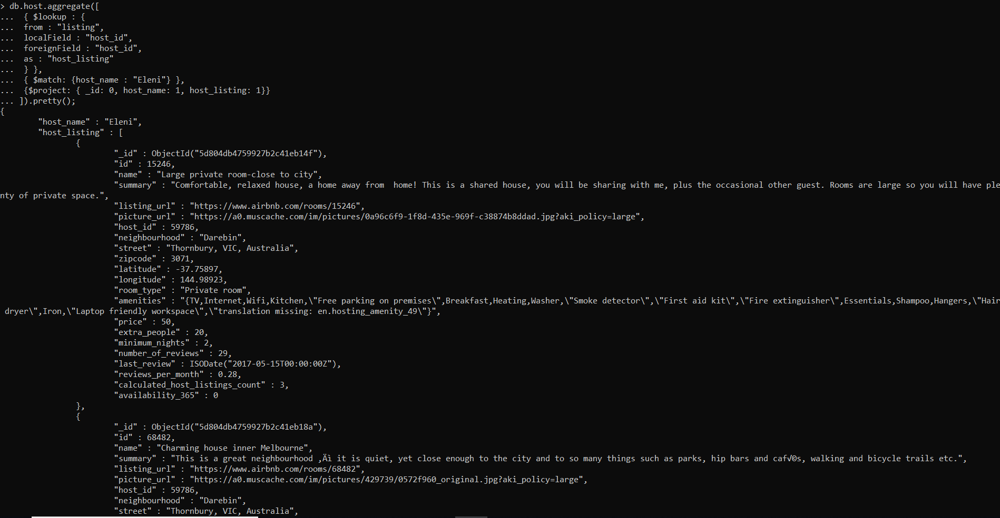 > db.host.aggregate([
...  { $lookup : {
...  from : "listing",
...  localField : "host_id",
...  foreignField : "host_id",
...  as : "host_listing"
...  } },
...  { $match: {host_name : "Eleni"} },
...  {$project: { _id: 0, host_name: 1, host_listing: 1}}
... ]).pretty();
{
        "host_name" : "Eleni",
        "host_listing" : [
                {
                        "_id" : ObjectId("5d804db4759927b2c41eb14f"),
                        "id" : 15246,
                        "name" : "Large private room-close to city",
                        "summary" : "Comfortable, relaxed house, a home away from  home! This is a shared house, you will be sharing with me, plus the occasional other guest. Rooms are large so you will have ple
nty of private space.",
                        "listing_url" : "https://www.airbnb.com/rooms/15246",
                        "picture_url" : "https://a0.muscache.com/im/pictures/0a96c6f9-1f8d-435e-969f-c38874b8ddad.jpg?aki_policy=large",
                        "host_id" : 59786,
                        "neighbourhood" : "Darebin",
                        "street" : "Thornbury, VIC, Australia",
                        "zipcode" : 3071,
                        "latitude" : -37.75897,
                        "longitude" : 144.98923,
                        "room_type" : "Private room",
                        "amenities" : "{TV,Internet,Wifi,Kitchen,\"Free parking on premises\",Breakfast,Heating,Washer,\"Smoke detector\",\"First aid kit\",\"Fire extinguisher\",Essentials,Shampoo,Hangers,\"Hair
 dryer\",Iron,\"Laptop friendly workspace\",\"translation missing: en.hosting_amenity_49\"}",
                        "price" : 50,
                        "extra_people" : 20,
                        "minimum_nights" : 2,
                        "number_of_reviews" : 29,
                        "last_review" : ISODate("2017-05-15T00:00:00Z"),
                        "reviews_per_month" : 0.28,
                        "calculated_host_listings_count" : 3,
                        "availability_365" : 0
                },
                {
                        "_id" : ObjectId("5d804db4759927b2c41eb18a"),
                        "id" : 68482,
                        "name" : "Charming house inner Melbourne",
                        "summary" : "This is a great neighbourhood ‚Äì it is quiet, yet close enough to the city and to so many things such as parks, hip bars and caf√©s, walking and bicycle trails etc.",
                        "listing_url" : "https://www.airbnb.com/rooms/68482",
                        "picture_url" : "https://a0.muscache.com/im/pictures/429739/0572f960_original.jpg?aki_policy=large",
                        "host_id" : 59786,
                        "neighbourhood" : "Darebin",
                        "street" : "Thornbury, VIC, Australia",